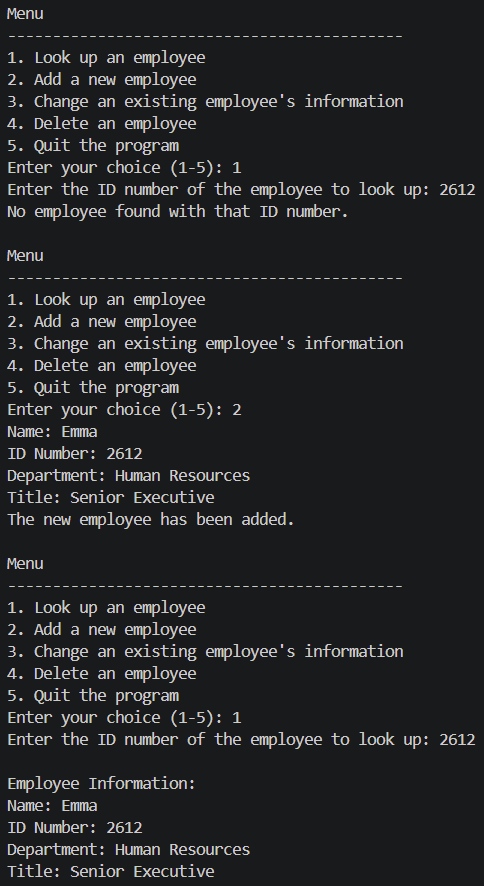 Menu
--------------------------------------------
1. Look up an employee
2. Add a new employee
3. Change an existing employee's information
4. Delete an employee
5. Quit the program
Enter your choice (1-5): 1
Enter the ID number of the employee to look up: 2612
No employee found with that ID number.

Menu
--------------------------------------------
1. Look up an employee
2. Add a new employee
3. Change an existing employee's information
4. Delete an employee
5. Quit the program
Enter your choice (1-5): 2
Name: Emma
ID Number: 2612
Department: Human Resources
Title: Senior Executive
The new employee has been added.

Menu
--------------------------------------------
1. Look up an employee
2. Add a new employee
3. Change an existing employee's information
4. Delete an employee
5. Quit the program
Enter your choice (1-5): 1
Enter the ID number of the employee to look up: 2612

Employee Information:
Name: Emma
ID Number: 2612
Department: Human Resources
Title: Senior Executive